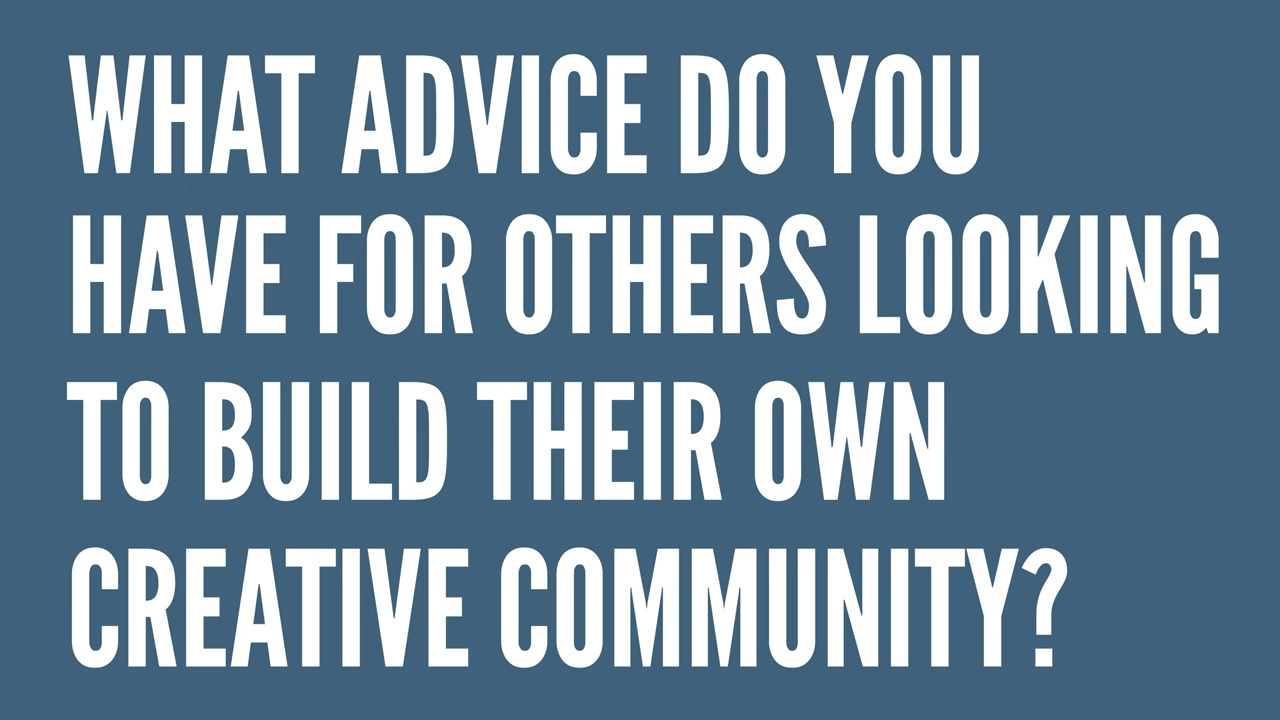 WHAT ADVICE DO YOU
HAVE FOR OTHERS LOOKING
TO BUILD THEIR OWN
CREATIVE COMMUNITY?